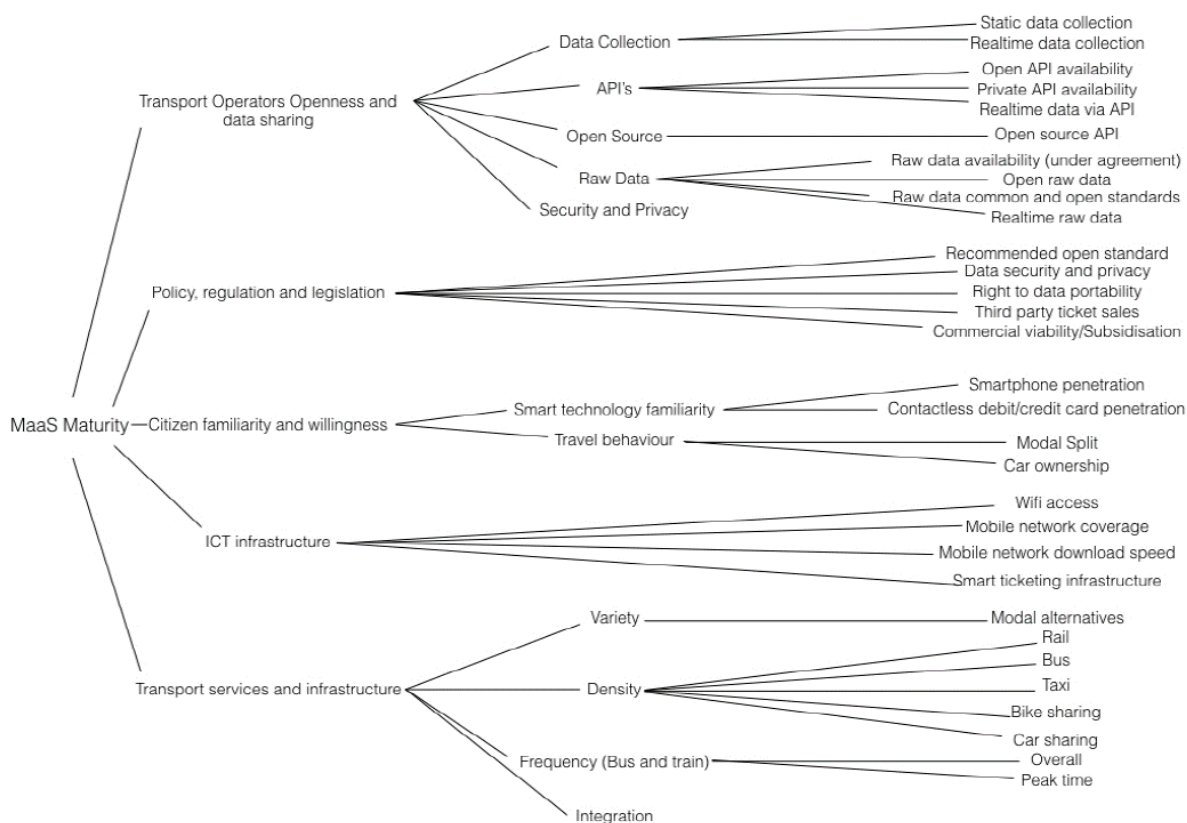 Static data collection
Data Collection
Realtime data collection
Open API availability
API's
Private API availability
Realtime data via API
Transport Operators Openness and
data sharing
Open Source
Open source API
Raw data availability (under agreement)
Raw Data
Open raw data
Raw data common and open standards
Security and Privacy
Realtime raw data
Recommended open standard
Data security and privacy
Policy, regulation and legislation
Right to data portability
Third party ticket sales
Commercial viability/Subsidisation
Smartphone penetration
Smart technology familiarity
Contactless debit/credit card penetration
MaaS Maturity
Citizen familiarity and willingness
Travel behaviour
Modal Split
Car ownership
Wifi access
Mobile network coverage
ICT infrastructure
Mobile network download speed
Smart ticketing infrastructure
Variety
Modal alternatives
Rail
Bus
Transport services and infrastructure
Density
Taxi
Bike sharing
Car sharing
Frequency (Bus and train)
Overall
Peak time
Integration